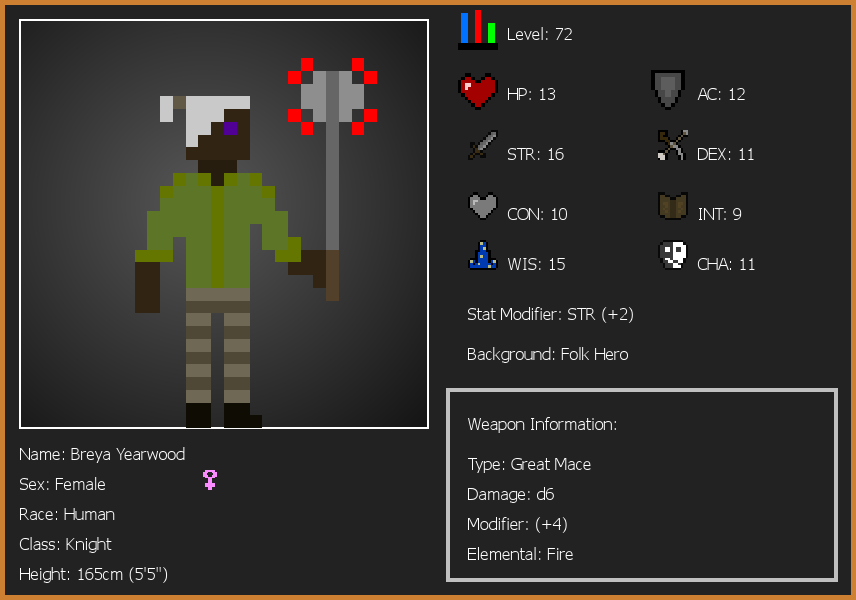 Level: 72
HP: 13
AC: 12
STR: 16
DEX: 11
CON: 10
INT: 9
WIS: 15
CHA: 11
Stat Modifier: STR (+2)
Background: Folk Hero
Weapon Information:
Type: Great Mace
Damage: d6
Modifier: (+4)
Elemental: Fire
Name: Breya Yearwood
Sex: Female
Race: Human
Class: Knight
Height: 165cm (5'5")